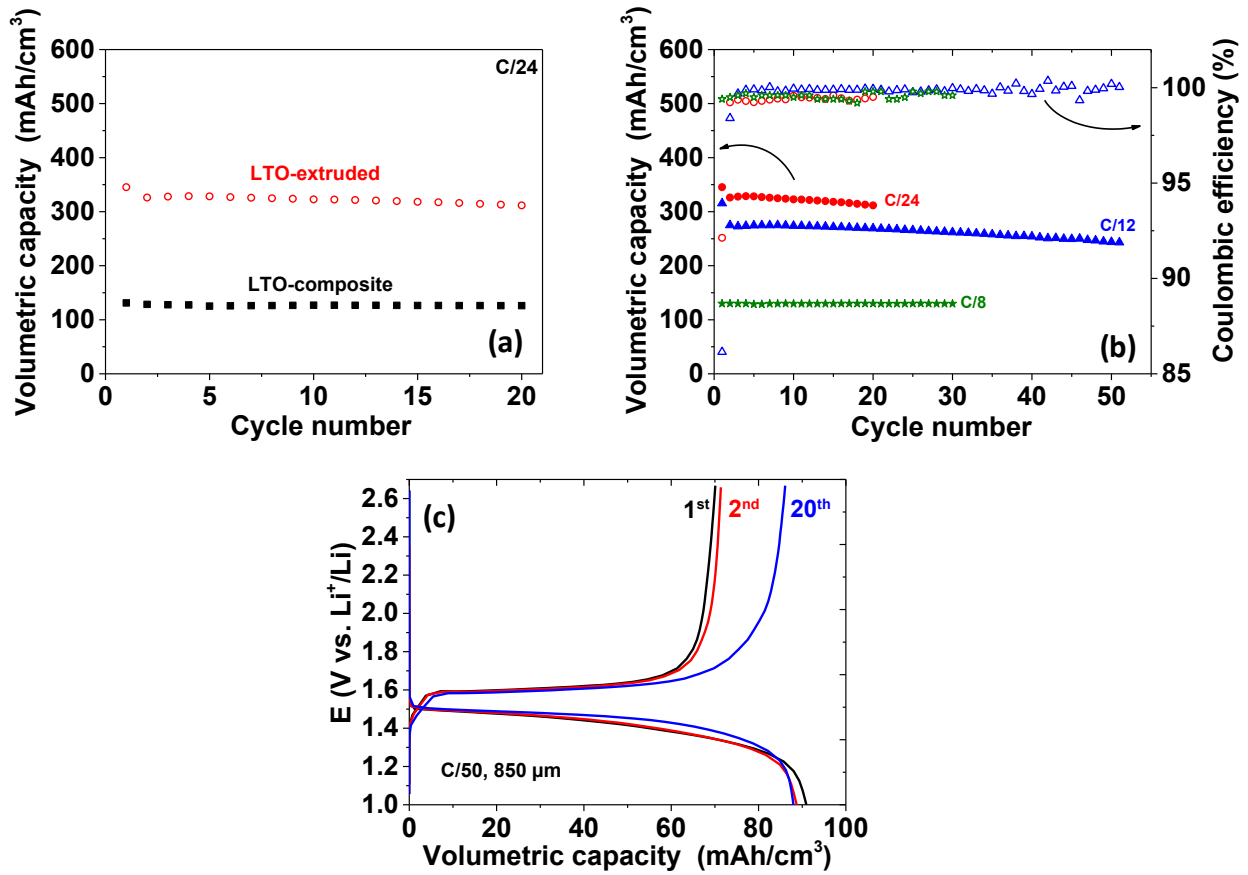 600
500
400
300
200
100
0
0 5 10 15 20
Volumetric capacity (mAh/cm³)
Cycle number
C/24
LTO-extruded
LTO-composite
(a)
600
500
400
300
200
100
0
0 10 20 30 40 50
Volumetric capacity (mAh/cm³)
Cycle number
100
95
90
85
Coulombic efficiency (%)
C/24
C/12
C/8
(b)
2.6
2.4
2.2
2.0
1.8
1.6
1.4
1.2
1.0
0 20 40 60 80 100
E (V vs. Li⁺/Li)
Volumetric capacity (mAh/cm³)
(c)
1ˢᵗ 2ⁿᵈ 20ᵗʰ
C/50, 850 µm